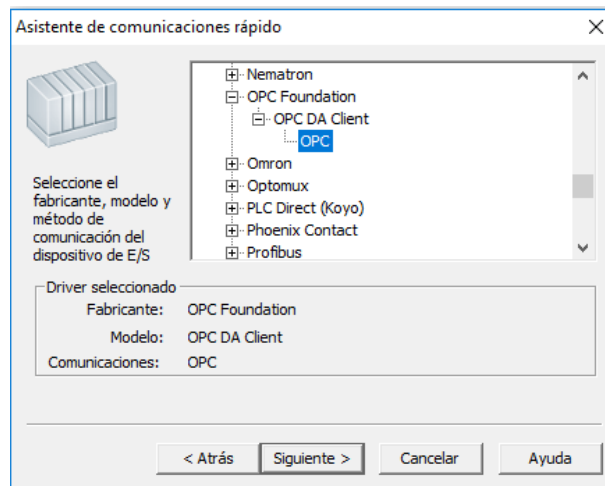 Asistente de comunicaciones rápido
Nematron
OPC Foundation
OPC DA Client
OPC
Omron
Optomux
PLC Direct (Koyo)
Phoenix Contact
Profibus
Seleccione el
fabricante, modelo y
método de
comunicación del
dispositivo de E/S
Driver seleccionado
Fabricante: OPC Foundation
Modelo: OPC DA Client
Comunicaciones: OPC
< Atrás Siguiente > Cancelar Ayuda